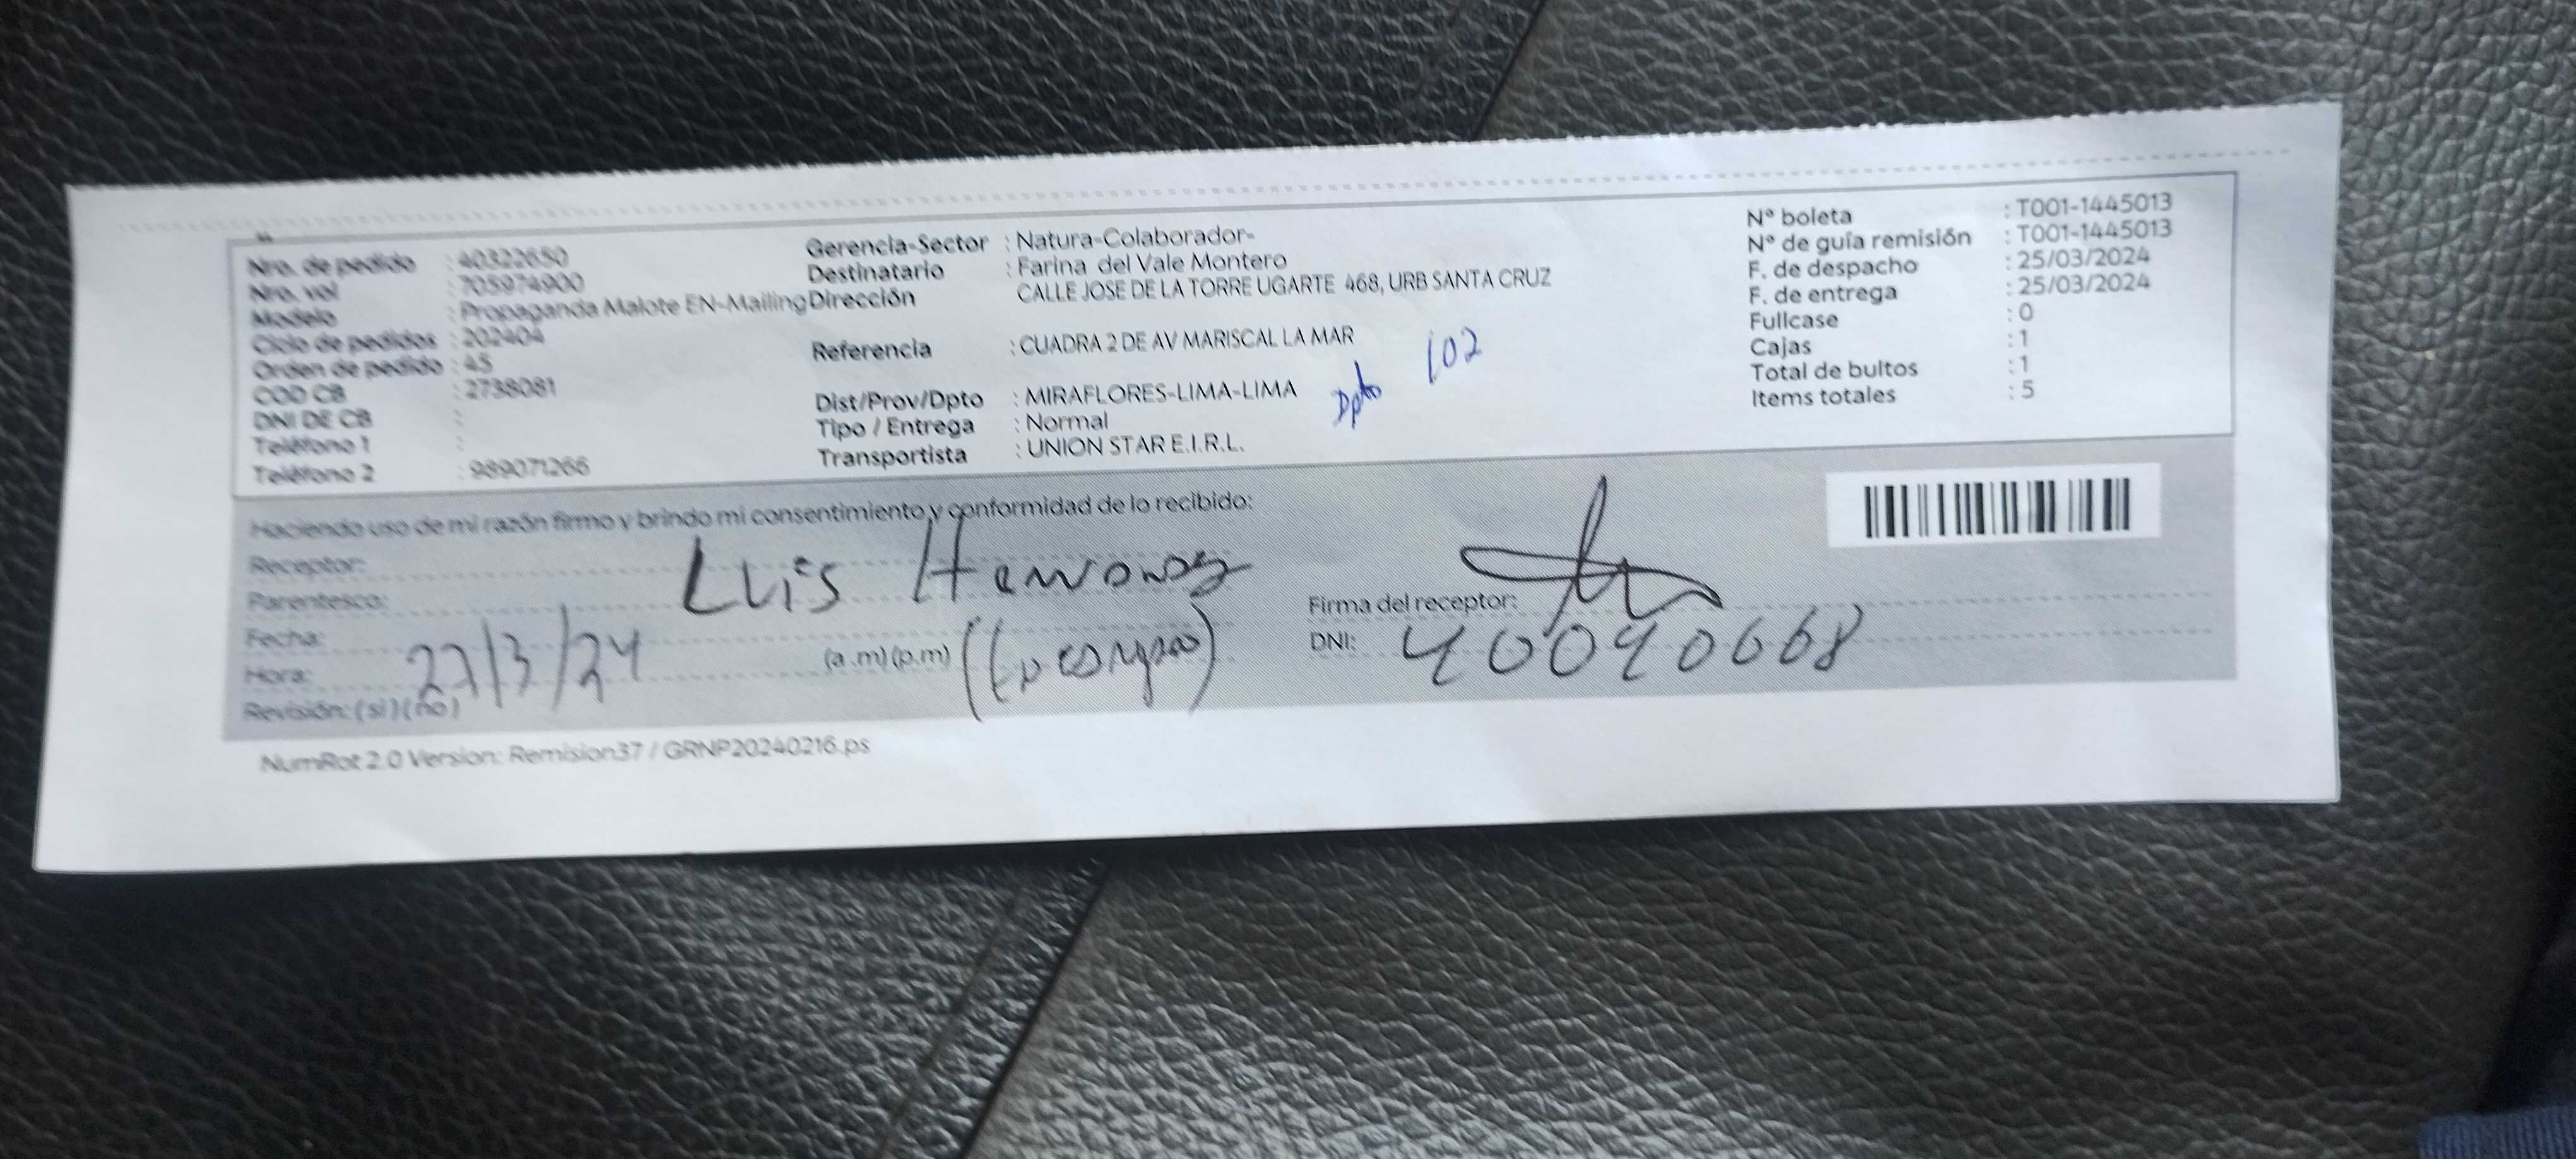 Nro. de pedido : 40322650
Nro. vol : 705974900
Modelo : Propaganda Malote EN-Mailing
Ciclo de pedidos : 202404
Orden de pedido : 45
COD CB : 2738081
DNI DE CB :
Teléfono 1 :
Teléfono 2 : 989071266
Gerencia-Sector : Natura-Colaborador-
Destinatario : Farina del Vale Montero
Dirección CALLE JOSE DE LA TORRE UGARTE 468, URB SANTA CRUZ
Referencia : CUADRA 2 DE AV MARISCAL LA MAR
Dpto 102
Dist/Prov/Dpto : MIRAFLORES-LIMA-LIMA
Tipo / Entrega : Normal
Transportista : UNION STAR E.I.R.L.
Nº boleta : T001-1445013
Nº de guía remisión : T001-1445013
F. de despacho : 25/03/2024
F. de entrega : 25/03/2024
Fullcase : 0
Cajas : 1
Total de bultos : 1
Items totales : 5
Haciendo uso de mi razón firmo y brindo mi consentimiento y conformidad de lo recibido:
Receptor: Luis
Parentesco:
Fecha: 27/3/24
Hora: (a .m) (p.m)
Revisión: (si) (no)
Firma del receptor:
DNI: 40090668
NumRot 2.0 Version: Remision37 / GRNP20240216.ps